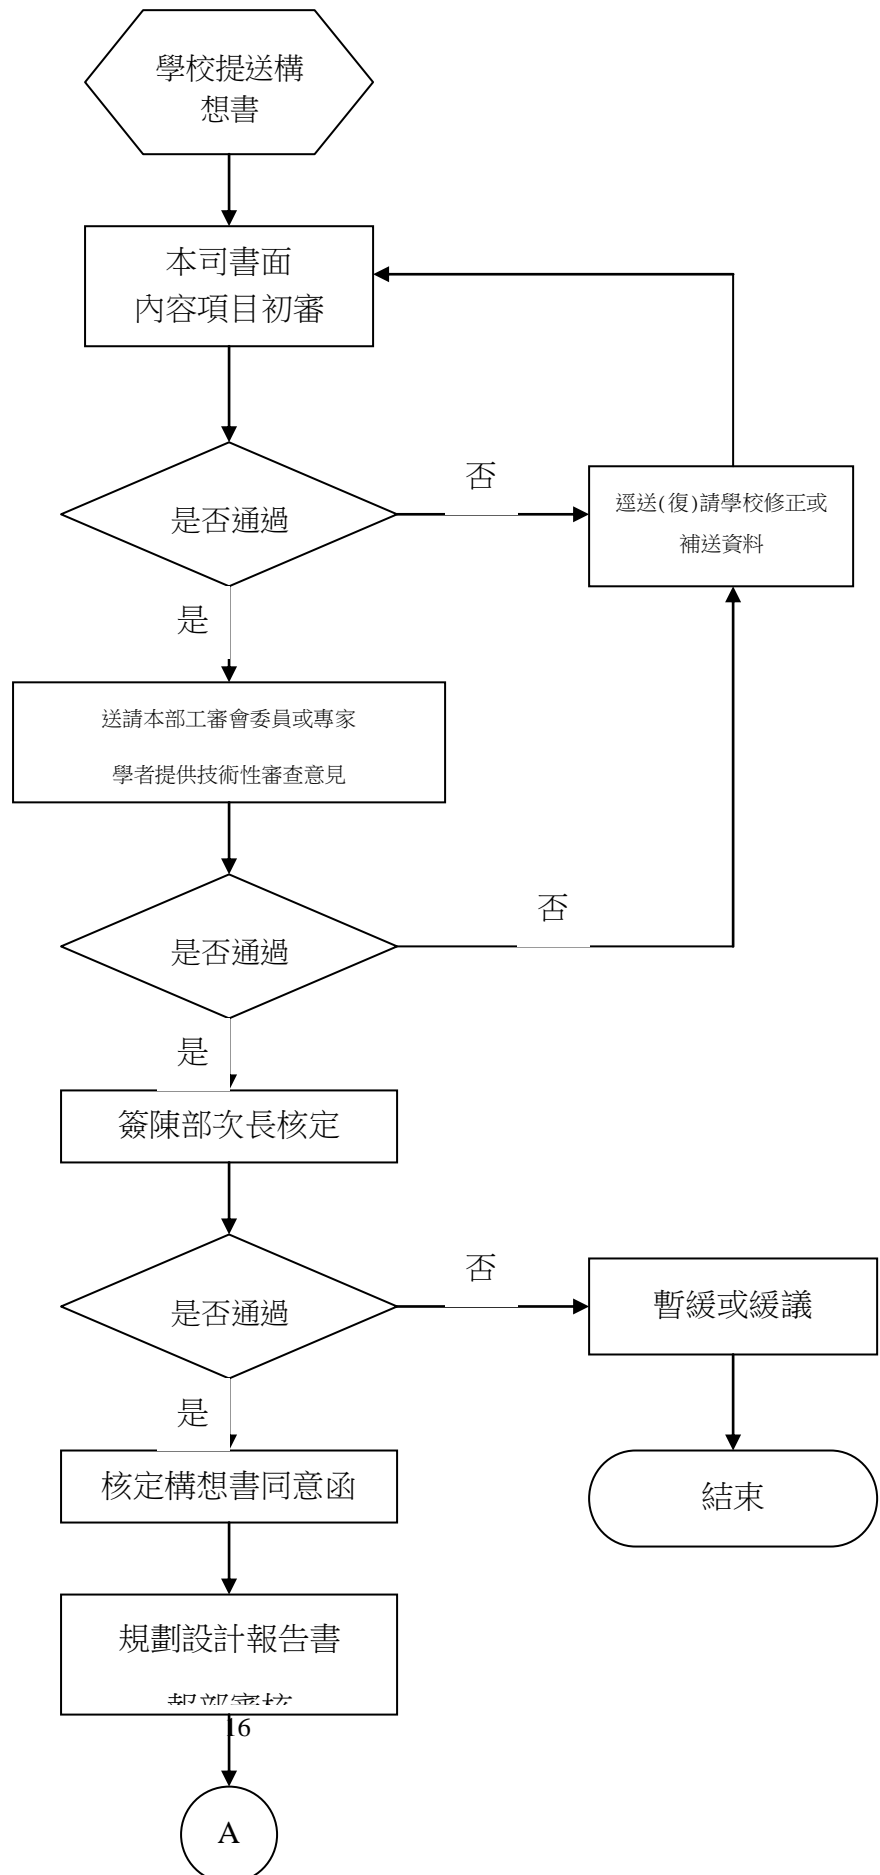 學校提送構
想書
本司書面
內容項目初審
是否通過
否
逕送(復)請學校修正或
補送資料
是
送請本部工審會委員或專家
學者提供技術性審查意見
是否通過
否
是
簽陳部次長核定
是否通過
否
暫緩或緩議
是
核定構想書同意函
結束
規劃設計報告書
報部審核
16
A